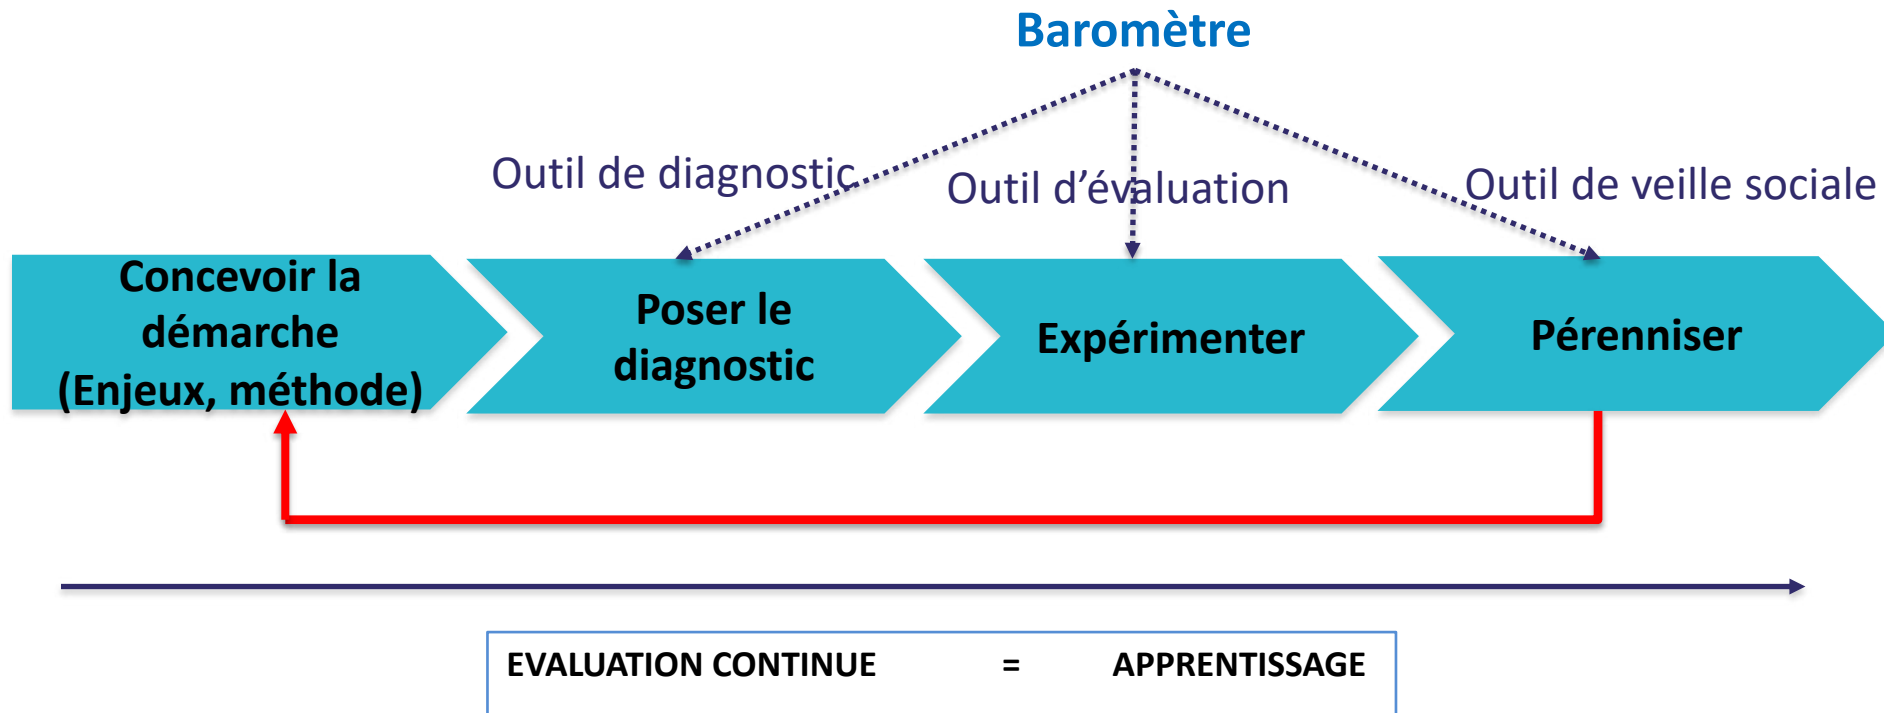 Baromètre
Outil de diagnostic
Outil d’évaluation
Outil de veille sociale
Concevoir la
démarche
(Enjeux, méthode)
Poser le
diagnostic
Expérimenter
Pérenniser
EVALUATION CONTINUE = APPRENTISSAGE